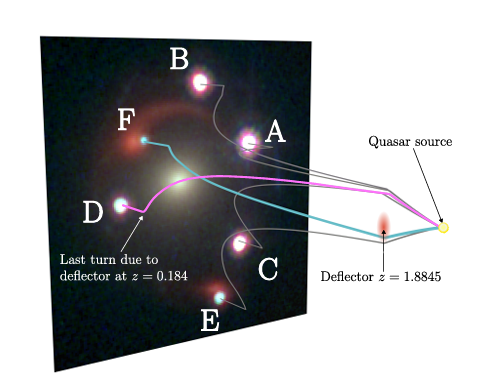 B
F
A
Quasar source
D
Last turn due to
deflector at z = 0.184
C
Deflector z = 1.8845
E